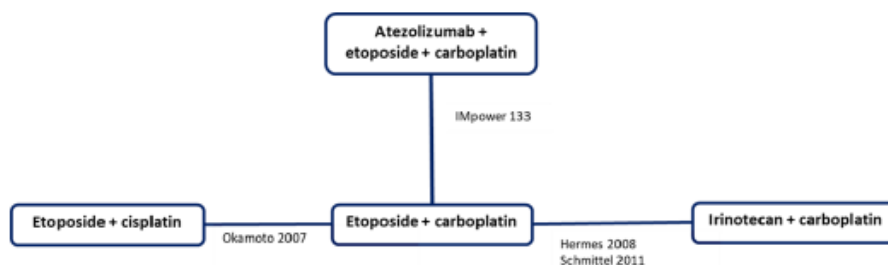 Atezolizumab +
etoposide + carboplatin
IMpower 133
Etoposide + cisplatin
Okamoto 2007
Etoposide + carboplatin
Hermes 2008
Schmittel 2011
Irinotecan + carboplatin